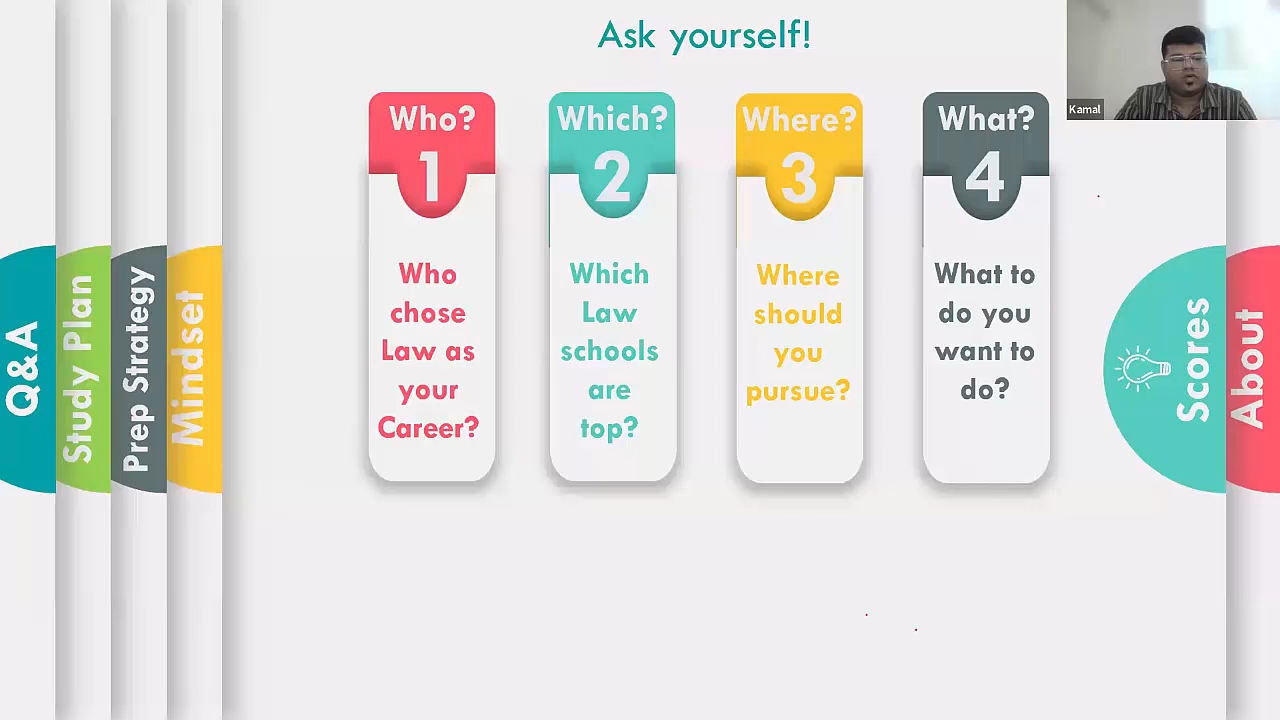 Ask yourself!
Who?
1
Who
chose
Law as
your
Career?
Which?
2
Which
Law
schools
are
top?
Where?
3
Where
should
you
pursue?
What?
4
What to
do you
want to
do?
Kamal
Q&A
Study Plan
Prep Strategy
Mindset
Scores
About